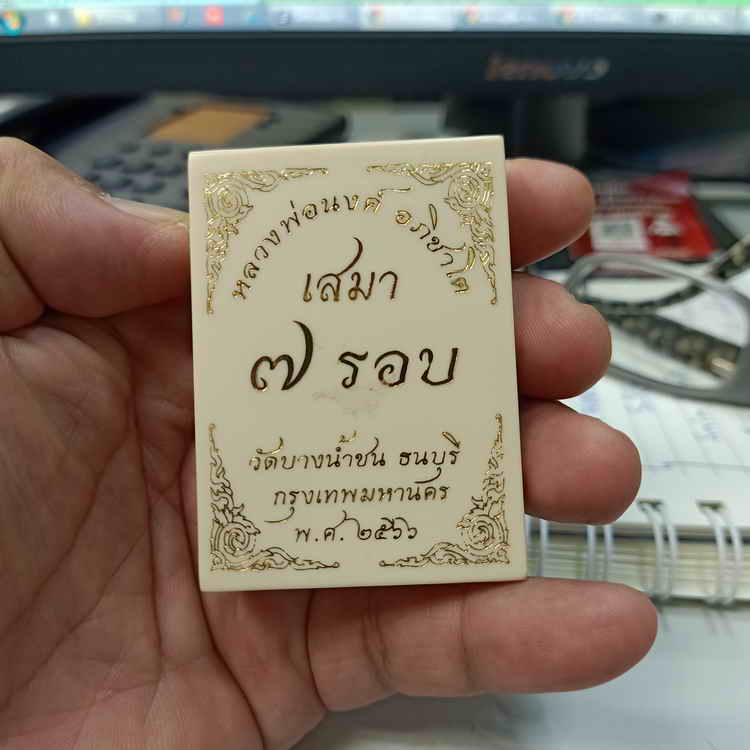 หลวงพ่อนงค์ อภิชาโต
เสมา
๗ รอบ
วัดบางน้ำชน ธนบุรี
กรุงเทพมหานคร
พ.ศ. ๒๕๖๖
lenovo